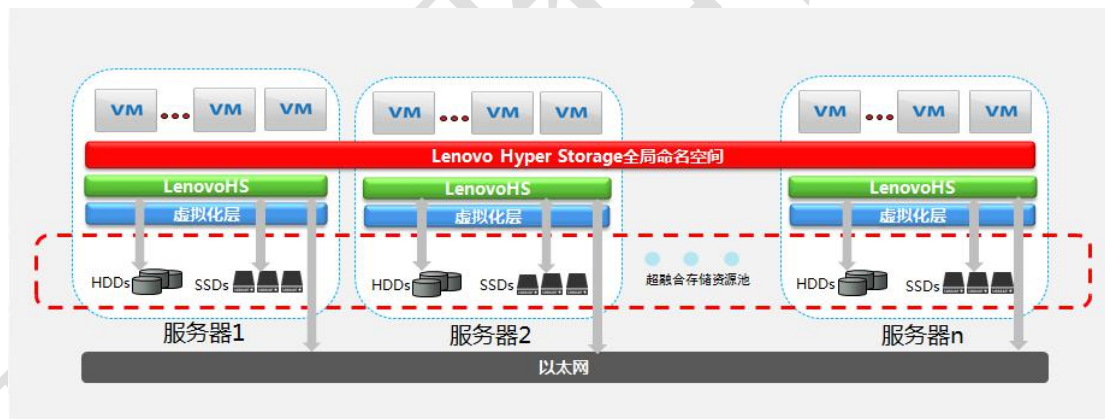 VM ... VM VM
VM ... VM VM
VM ... VM VM
Lenovo Hyper Storage全局命名空间
LenovoHS
LenovoHS
LenovoHS
虚拟化层
虚拟化层
虚拟化层
HDDs
SSDs
HDDs
SSDs
超融合存储资源池
HDDs
SSDs
服务器1
服务器2
服务器n
以太网